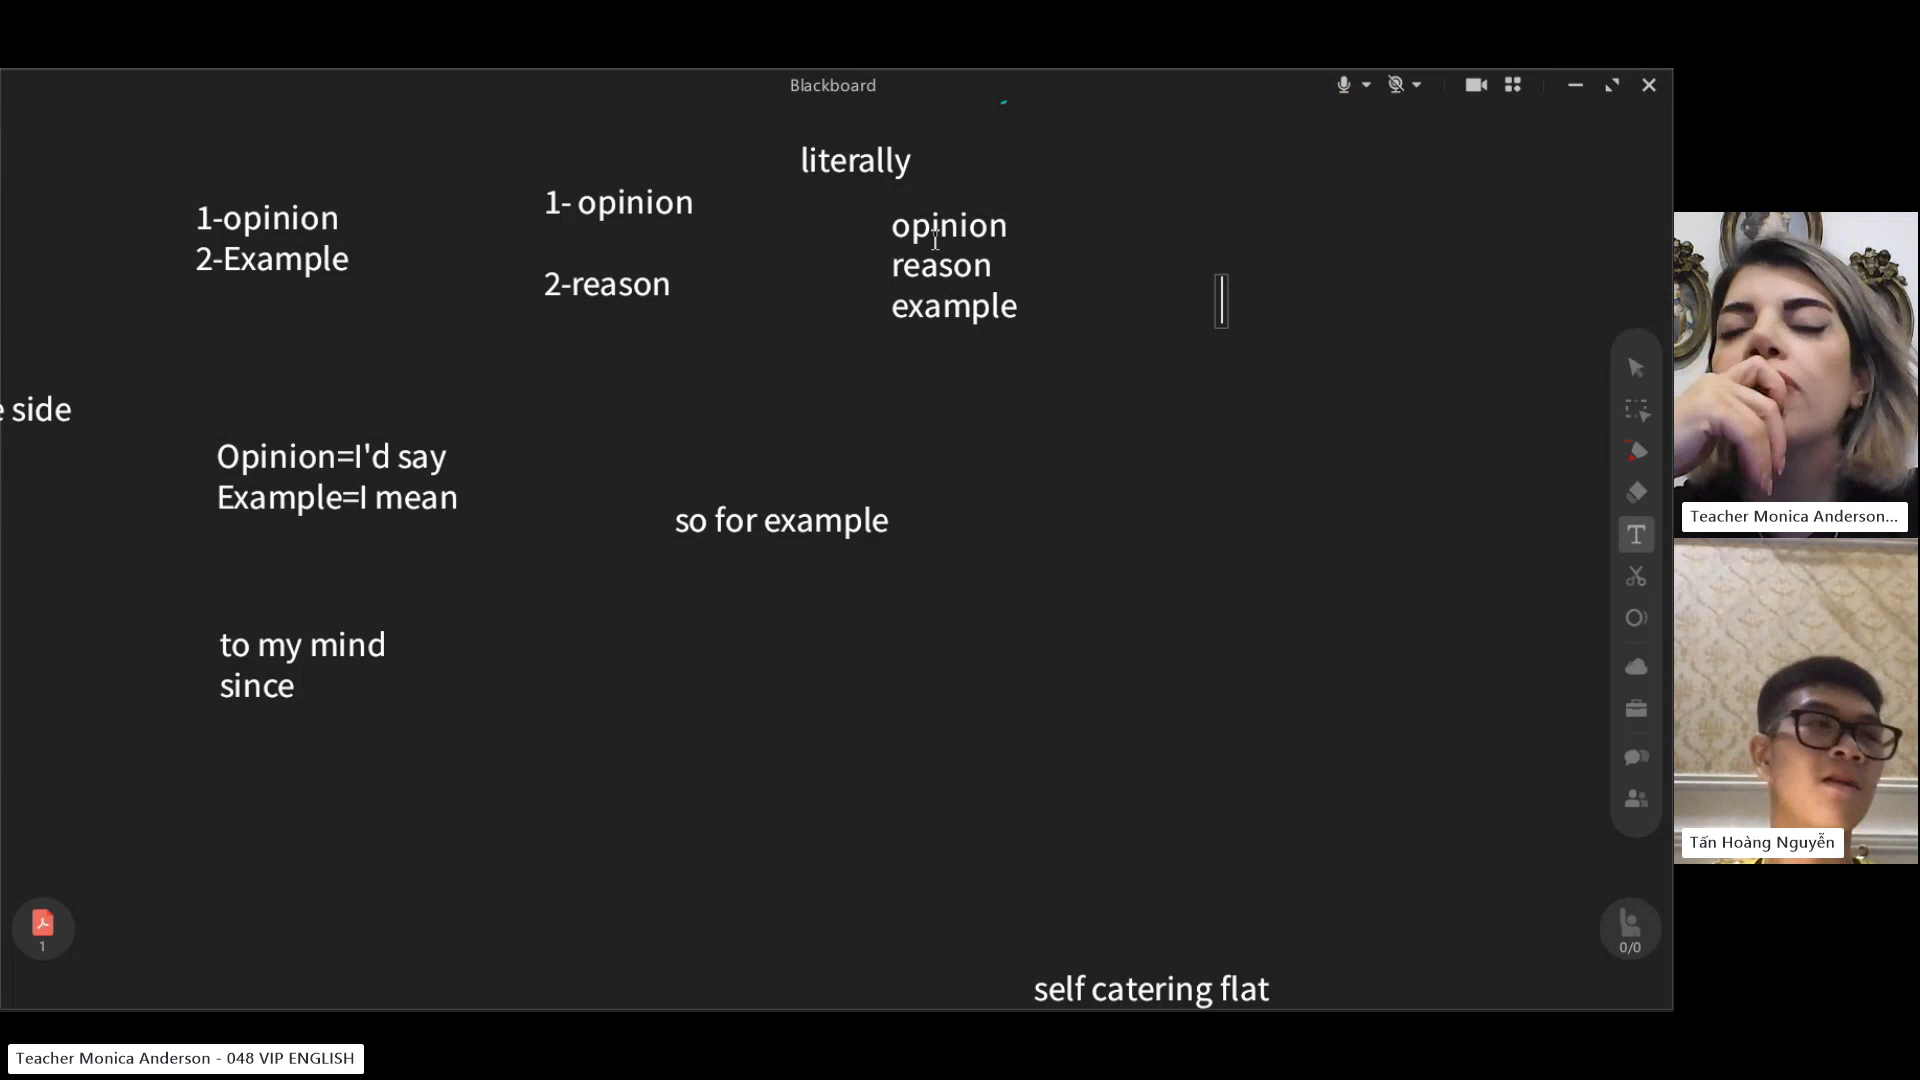 Blackboard
literally
1-opinion
2-Example
1- opinion
2-reason
opinion
reason
example
side
Opinion=I'd say
Example=I mean
so for example
to my mind
since
self catering flat
T
1
0/0
Teacher Monica Anderson...
Tấn Hoàng Nguyễn
Teacher Monica Anderson - 048 VIP ENGLISH